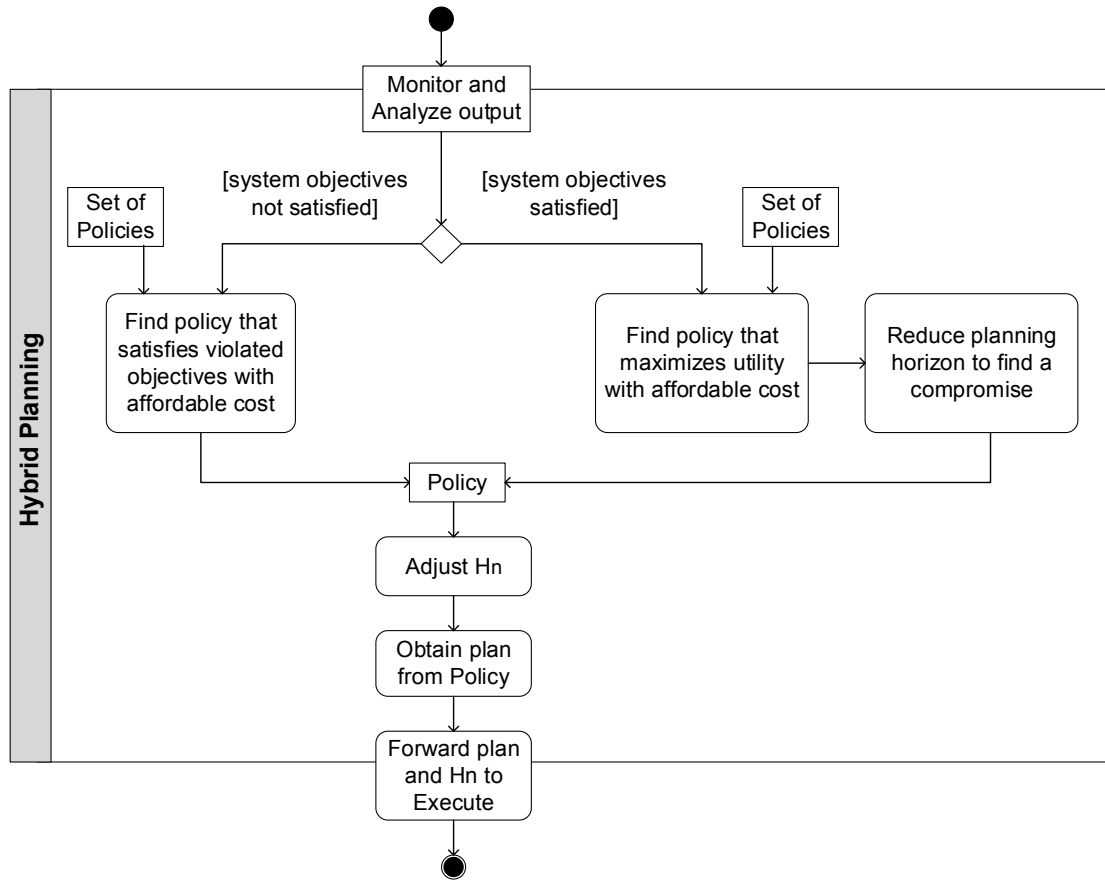 Monitor and
Analyze output
[system objectives
not satisfied]
[system objectives
satisfied]
Set of
Policies
Set of
Policies
Find policy that
satisfies violated
objectives with
affordable cost
Find policy that
maximizes utility
with affordable cost
Reduce planning
horizon to find a
compromise
Hybrid Planning
Policy
Adjust Hn
Obtain plan
from Policy
Forward plan
and Hn to
Execute